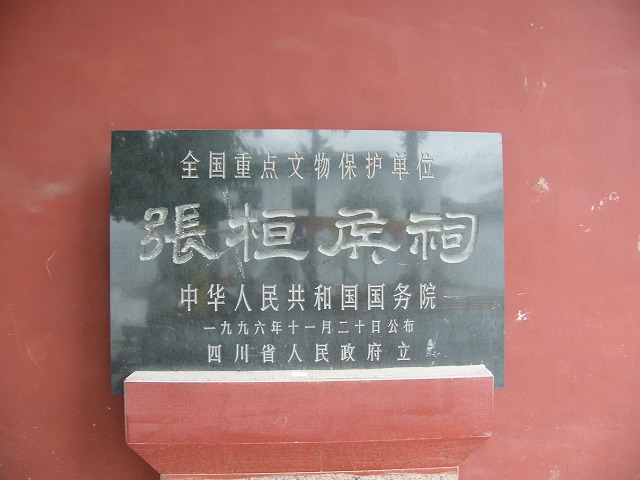 全国重点文物保护单位
張桓侯祠
中华人民共和国国务院
一九九六年十一月二十日公布
四川省人民政府立